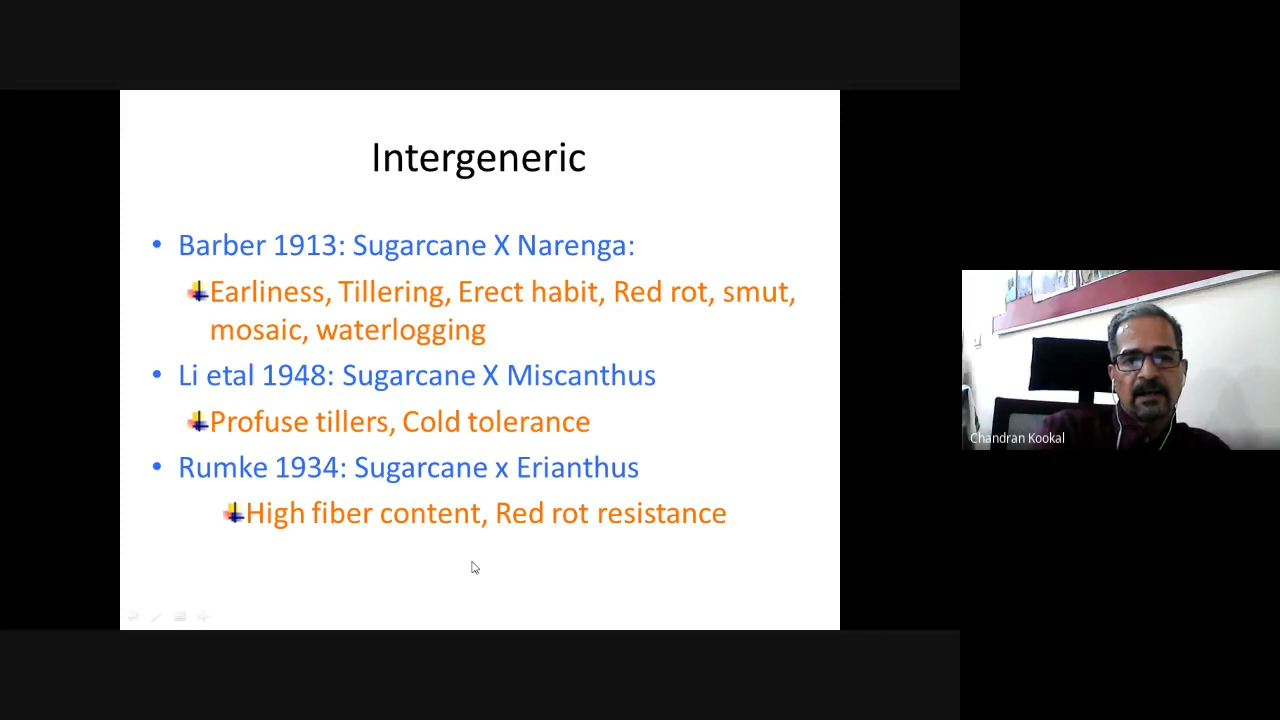 Intergeneric
• Barber 1913: Sugarcane X Narenga:
Earliness, Tillering, Erect habit, Red rot, smut,
mosaic, waterlogging
• Li etal 1948: Sugarcane X Miscanthus
Profuse tillers, Cold tolerance
• Rumke 1934: Sugarcane x Erianthus
High fiber content, Red rot resistance
Chandran Kookal